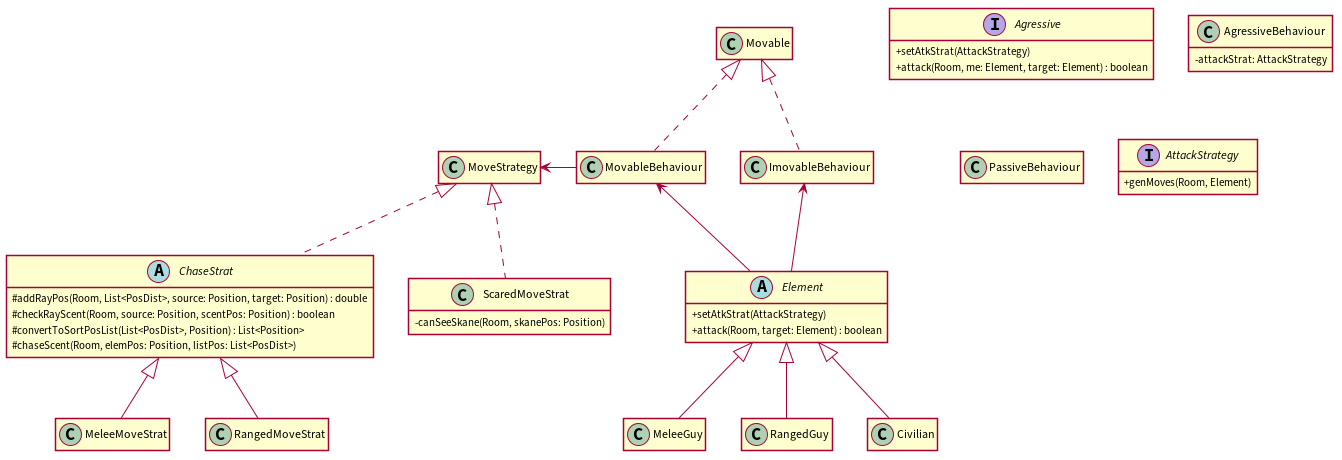 C Movable
I Agressive
+setAtkStrat(AttackStrategy)
+attack(Room, me: Element, target: Element) : boolean
C AgressiveBehaviour
-attackStrat: AttackStrategy
C MoveStrategy
C MovableBehaviour
C ImovableBehaviour
C PassiveBehaviour
I AttackStrategy
+genMoves(Room, Element)
A ChaseStrat
#addRayPos(Room, List<PosDist>, source: Position, target: Position) : double
#checkRayScent(Room, source: Position, scentPos: Position) : boolean
#convertToSortPosList(List<PosDist>, Position) : List<Position>
#chaseScent(Room, elemPos: Position, listPos: List<PosDist>)
C ScaredMoveStrat
-canSeeSkane(Room, skanePos: Position)
A Element
+setAtkStrat(AttackStrategy)
+attack(Room, target: Element) : boolean
C MeleeMoveStrat
C RangedMoveStrat
C MeleeGuy
C RangedGuy
C Civilian